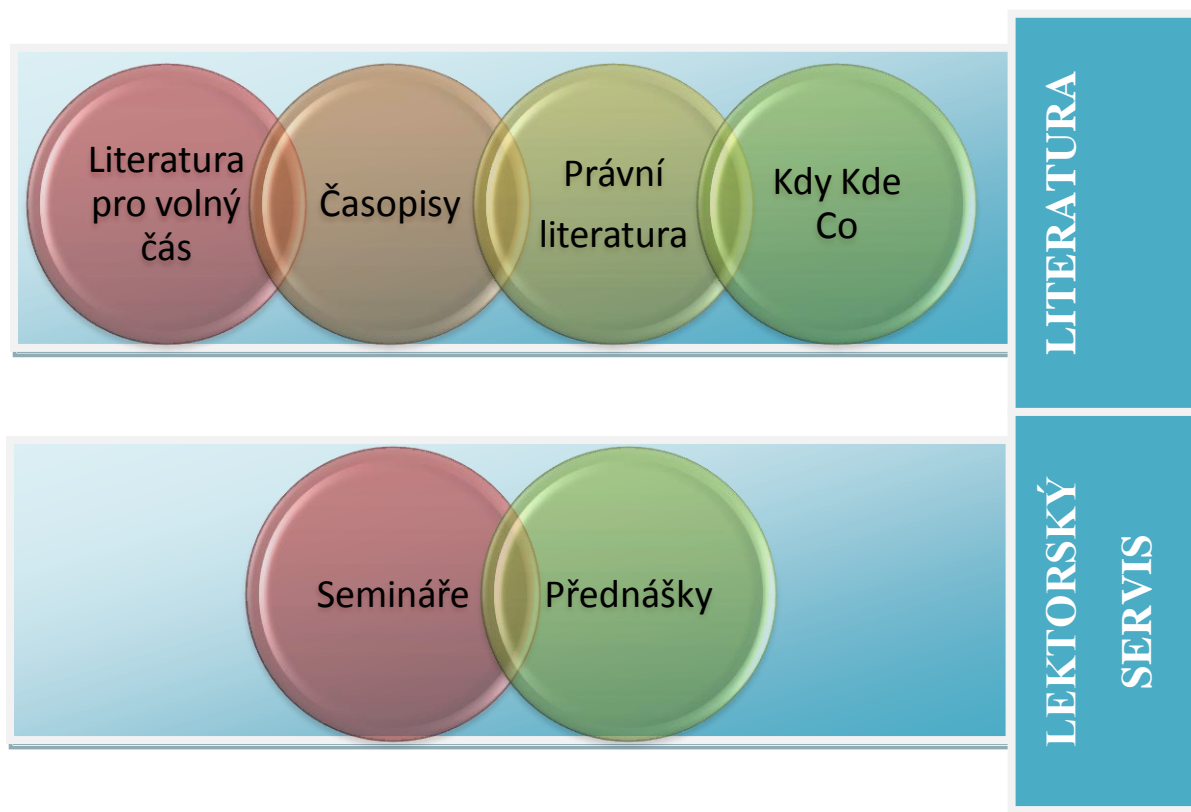 Literatura
pro volný
čás
Časopisy
Právní
literatura
Kdy Kde
Co
LITERATURA
Semináře
Přednášky
LEKTORSKÝ
SERVIS